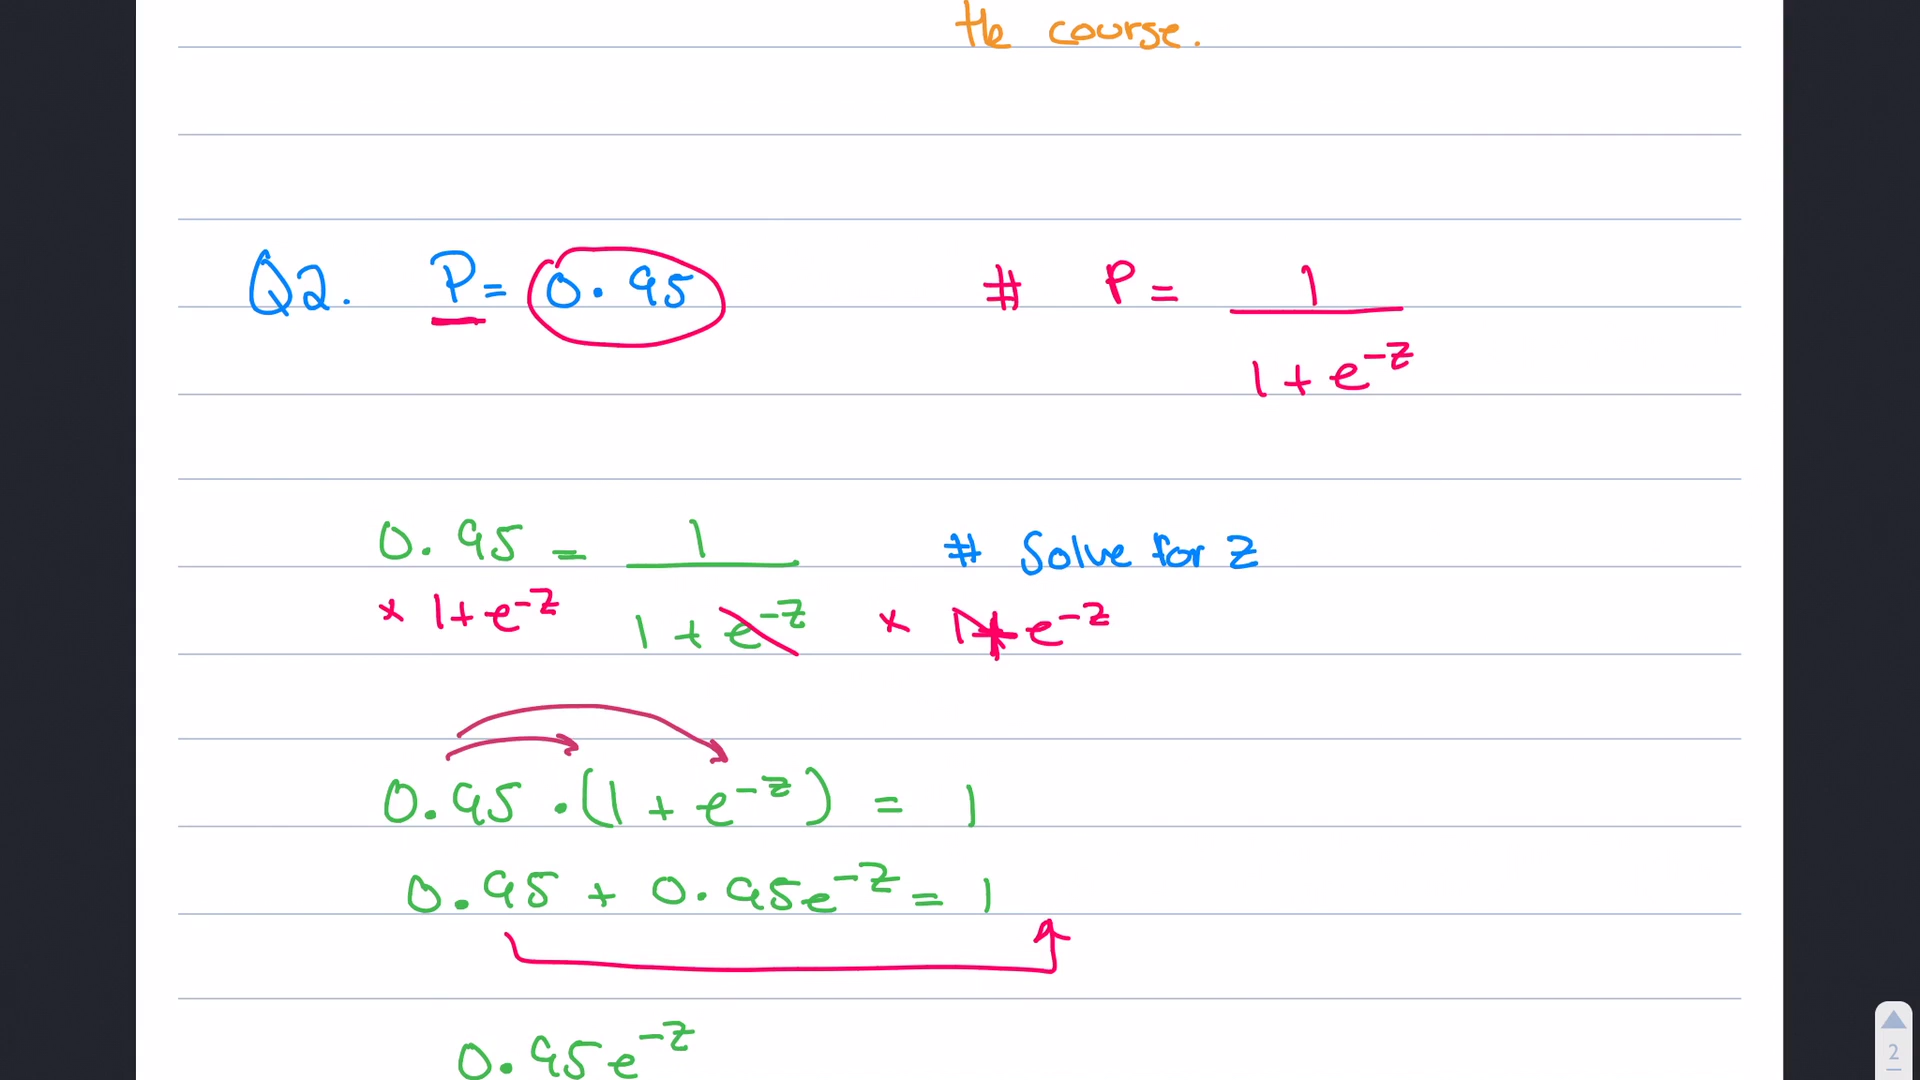 the course.
Q2. P = 0.95 # P = 1 / 1 + e^-z
0.95 = 1 / 1 + e^-z # Solve for z
× 1 + e^-z × 1 + e^-z
0.95 · (1 + e^-z) = 1
0.95 + 0.95e^-z = 1
0.95e^-z
2